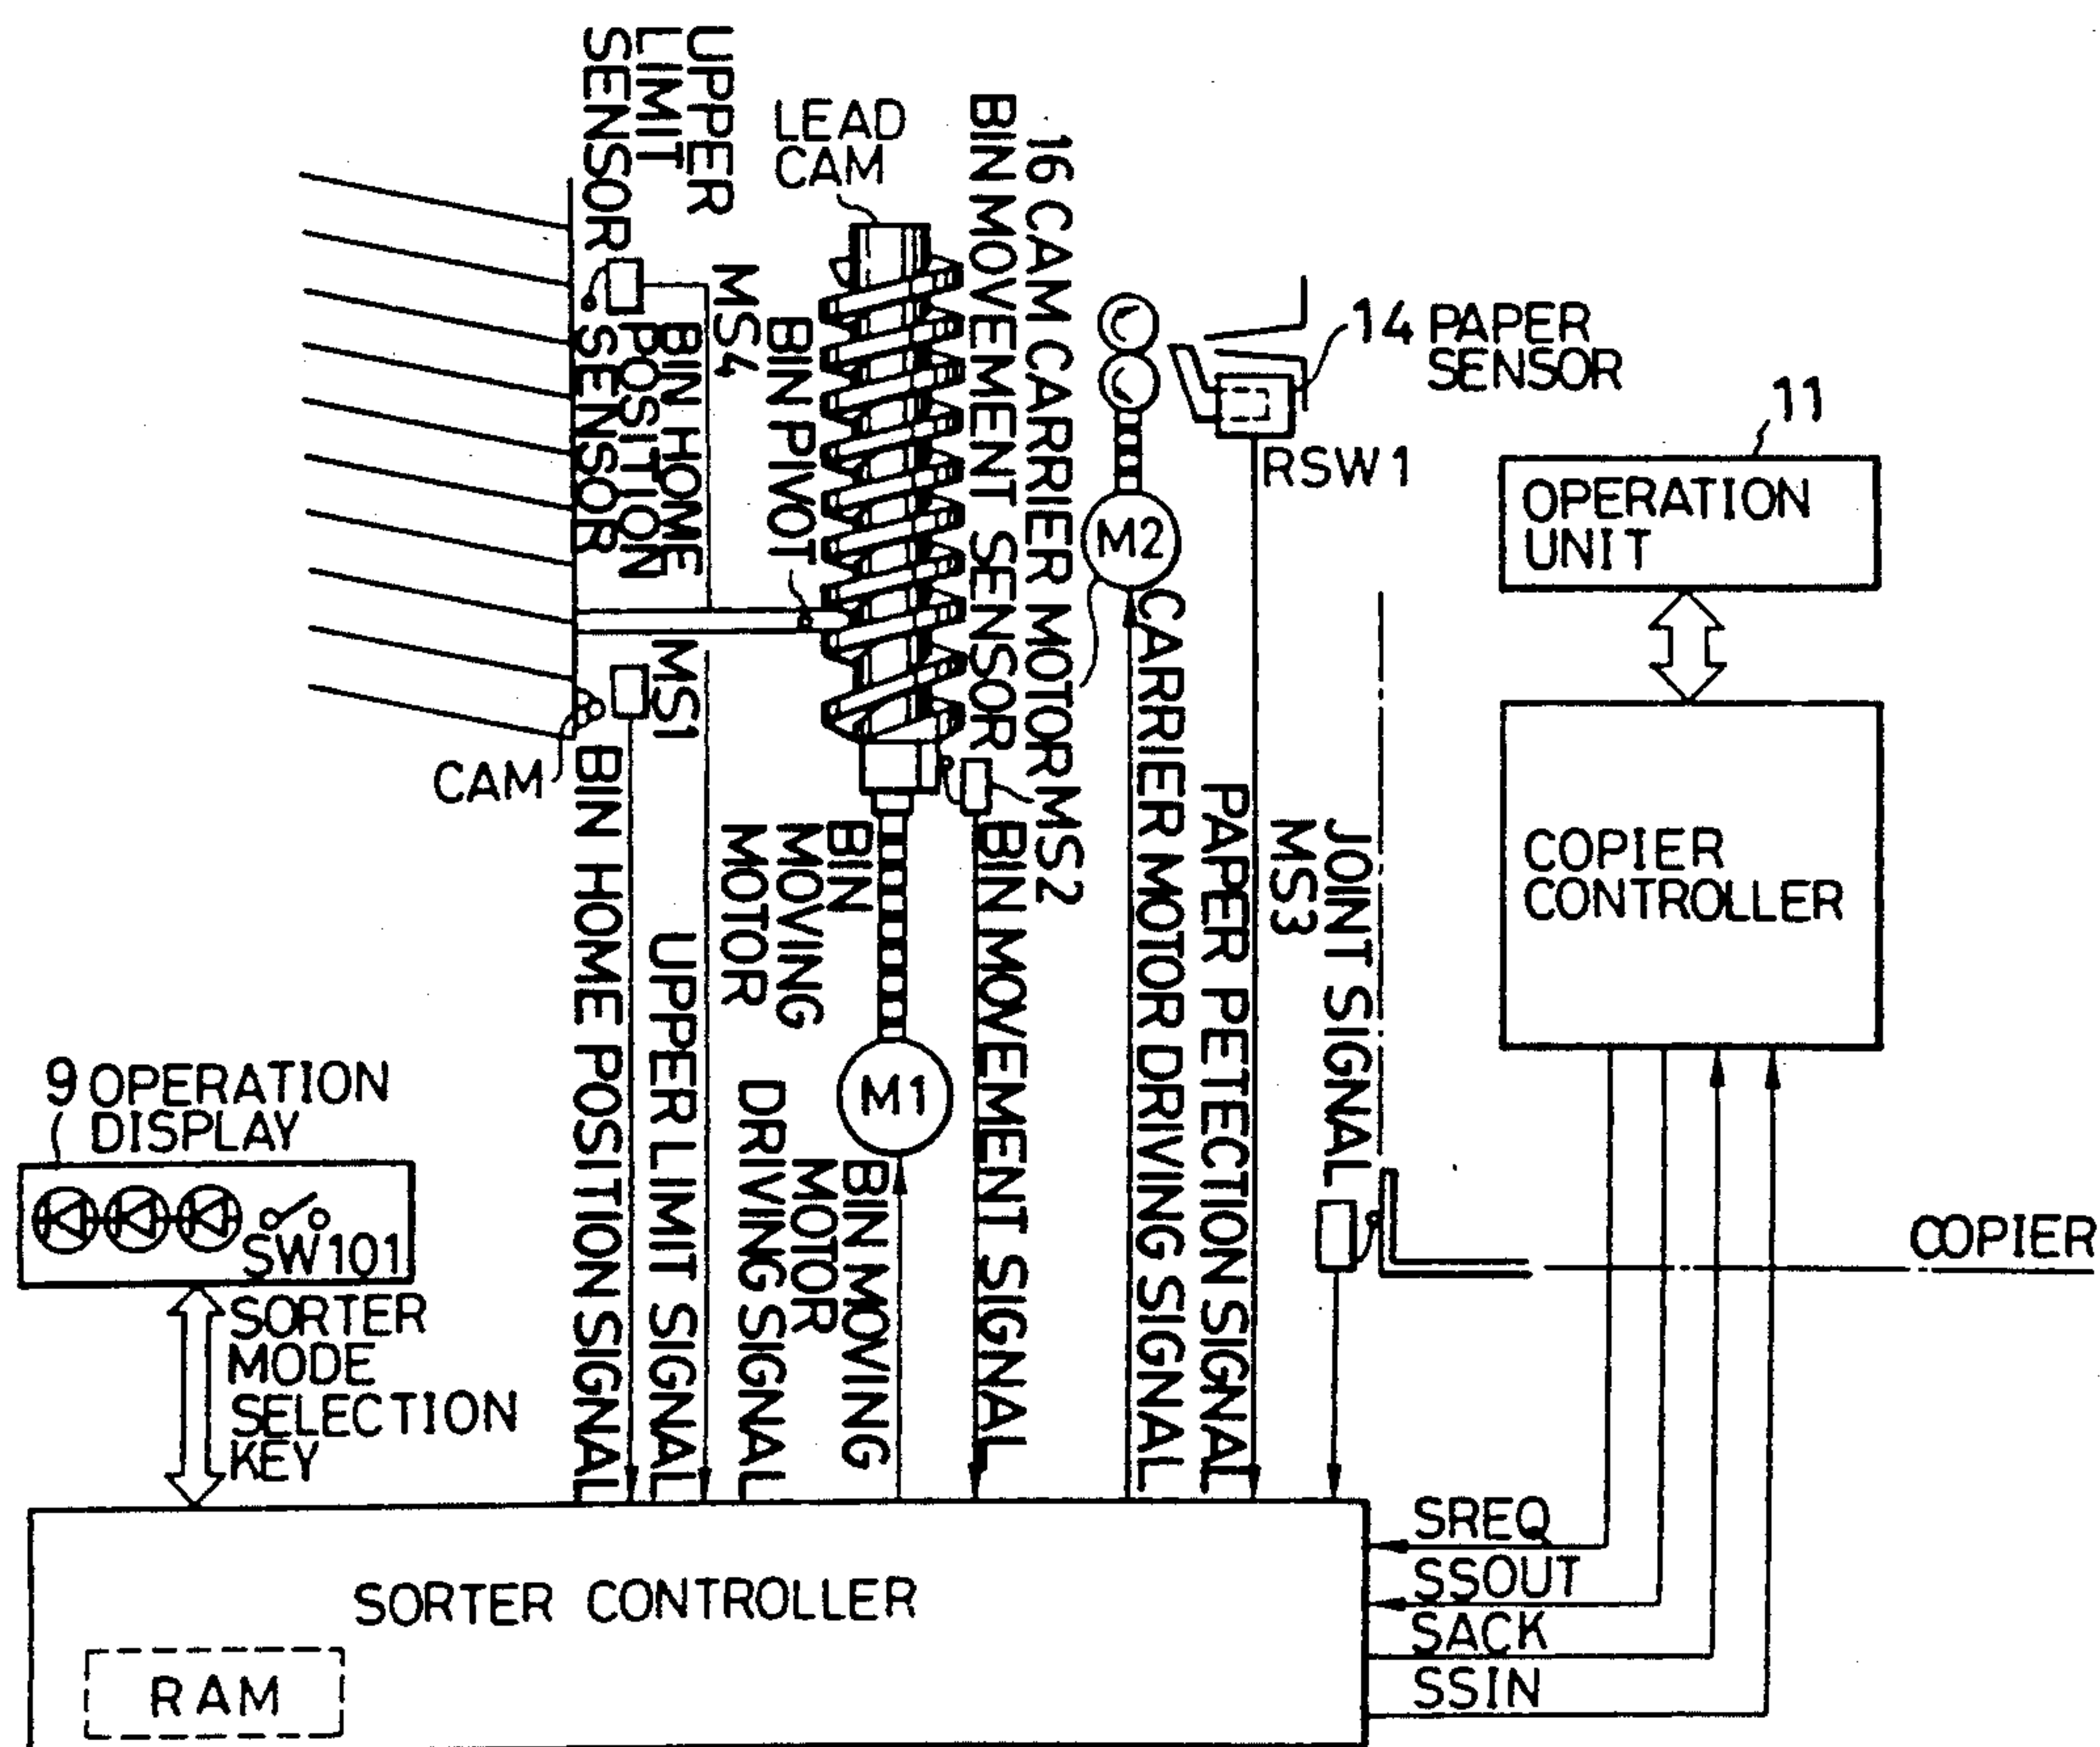 UPPER
LIMIT
SENSOR
LEAD
CAM
MS4
BIN HOME
POSITION
SENSOR
BIN PIVOT
16 CAM CARRIER MOTOR
BIN MOVEMENT SENSOR
14 PAPER
SENSOR
RSW1
M2
11
OPERATION
UNIT
MS1
CAM
MS2
COPIER
CONTROLLER
BIN
MOVING
MOTOR
M1
MS3
JOINT SIGNAL
PAPER PETECTION SIGNAL
CARRIER MOTOR DRIVING SIGNAL
BIN MOVEMENT SIGNAL
BIN MOVING
MOTOR
DRIVING SIGNAL
UPPER LIMIT SIGNAL
BIN HOME POSITION SIGNAL
9 OPERATION
DISPLAY
SW101
SORTER
MODE
SELECTION
KEY
COPIER
SREQ
SSOUT
SACK
SSIN
SORTER CONTROLLER
RAM